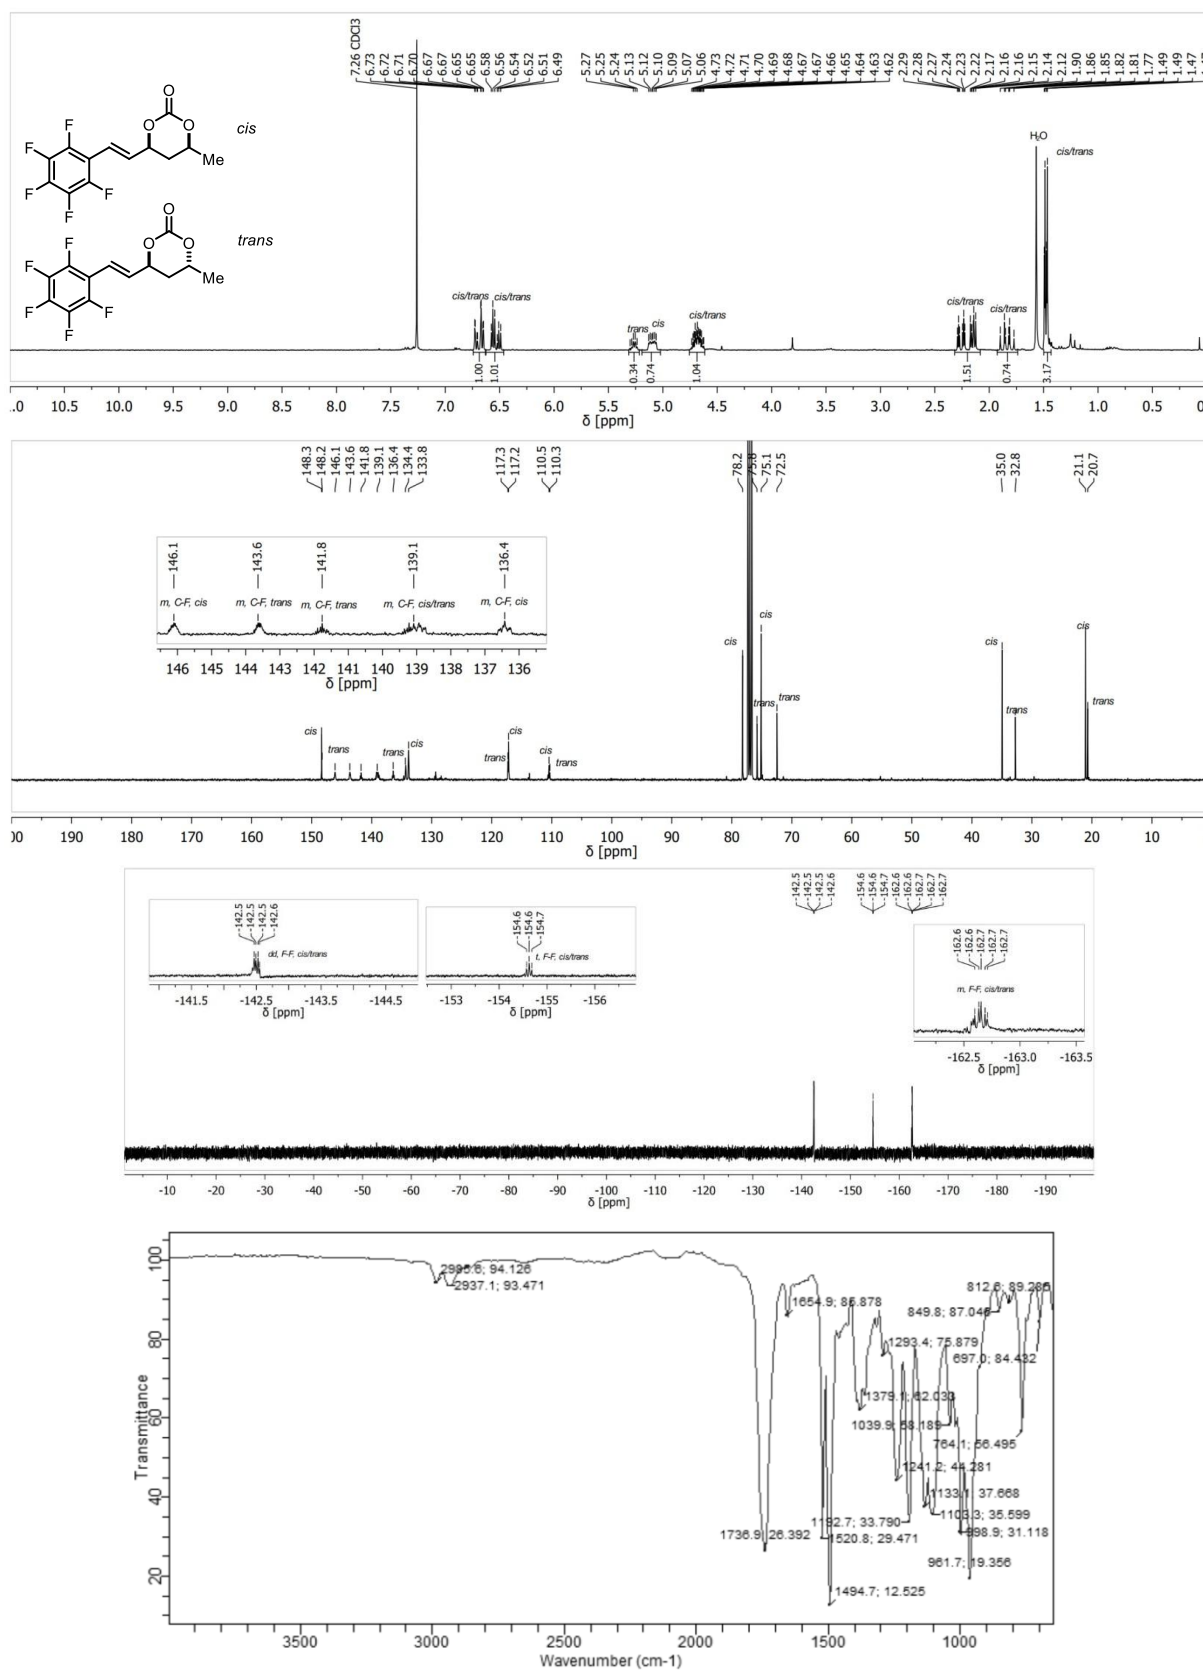 7.26 CDCl3
6.73
6.72
6.71
6.70
6.67
6.67
6.65
6.65
6.58
6.56
6.54
6.52
6.51
6.49
5.27
5.25
5.24
5.13
5.12
5.10
5.09
5.07
5.06
4.73
4.72
4.71
4.70
4.69
4.68
4.67
4.67
4.66
4.65
4.64
4.63
4.62
2.29
2.28
2.27
2.24
2.23
2.22
2.17
2.16
2.16
2.15
2.14
2.12
1.90
1.86
1.85
1.82
1.81
1.77
1.49
1.49
1.47
O
O O
cis
Me
F F F F F
O
O O
trans
Me
F F F F F
H2O
cis/trans
cis/trans cis/trans
trans cis
cis/trans
cis/trans
cis/trans
1.00 1.01 0.34 0.74 1.04 1.51 0.74 3.17
.0 10.5 10.0 9.5 9.0 8.5 8.0 7.5 7.0 6.5 6.0 5.5 5.0 4.5 4.0 3.5 3.0 2.5 2.0 1.5 1.0 0.5 0
δ [ppm]
148.3
148.2
146.1
143.6
141.8
139.1
136.4
134.4
133.8
117.3
117.2
110.5
110.3
78.2
75.8
75.1
72.5
35.0
32.8
21.1
20.7
146.1 143.6 141.8 139.1 136.4
m, C-F, cis m, C-F, trans m, C-F, trans m, C-F, cis/trans m, C-F, cis
146 145 144 143 142 141 140 139 138 137 136
δ [ppm]
cis trans trans cis trans cis cis trans
cis cis trans trans
cis trans cis trans
00 190 180 170 160 150 140 130 120 110 100 90 80 70 60 50 40 30 20 10
δ [ppm]
-142.5
-142.5
-142.5
-142.6
-154.6
-154.6
-154.7
-162.6
-162.6
-162.7
-162.7
-162.7
-142.5
-142.5
-142.5
-142.6
dd, F-F, cis/trans
-141.5 -142.5 -143.5 -144.5
δ [ppm]
-154.6
-154.6
-154.7
t, F-F, cis/trans
-153 -154 -155 -156
δ [ppm]
-162.6
-162.6
-162.7
-162.7
-162.7
m, F-F, cis/trans
-162.5 -163.0 -163.5
δ [ppm]
-10 -20 -30 -40 -50 -60 -70 -80 -90 -100 -110 -120 -130 -140 -150 -160 -170 -180 -190
δ [ppm]
Transmittance
100
80
60
40
20
94.126
2937.1; 93.471
1654.9; 85.878
812.6; 89.286
849.8; 87.046
1293.4; 75.879
697.0; 84.432
1379.1; 62.033
1039.9; 58.189
764.1; 56.495
1241.2; 44.281
1133.1; 37.668
1192.7; 33.790
1103.3; 35.599
1736.9; 26.392
1520.8; 29.471
998.9; 31.118
961.7; 19.356
1494.7; 12.525
3500 3000 2500 2000 1500 1000
Wavenumber (cm-1)